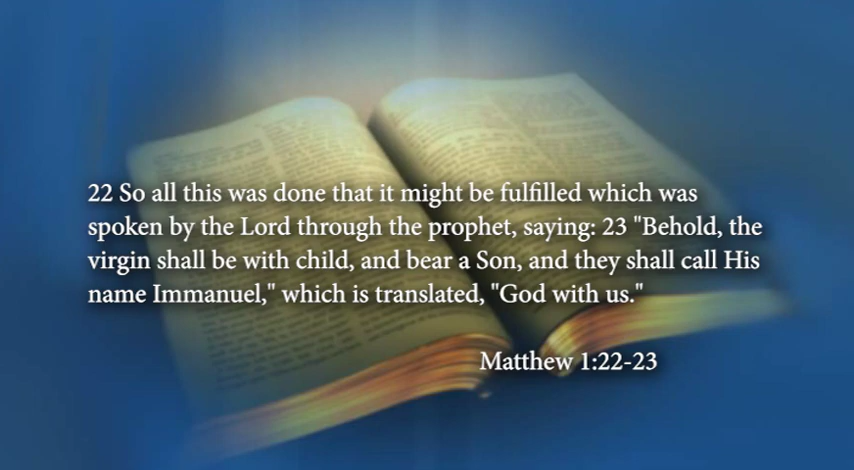 22 So all this was done that it might be fulfilled which was
spoken by the Lord through the prophet, saying: 23 "Behold, the
virgin shall be with child, and bear a Son, and they shall call His
name Immanuel," which is translated, "God with us."
Matthew 1:22-23